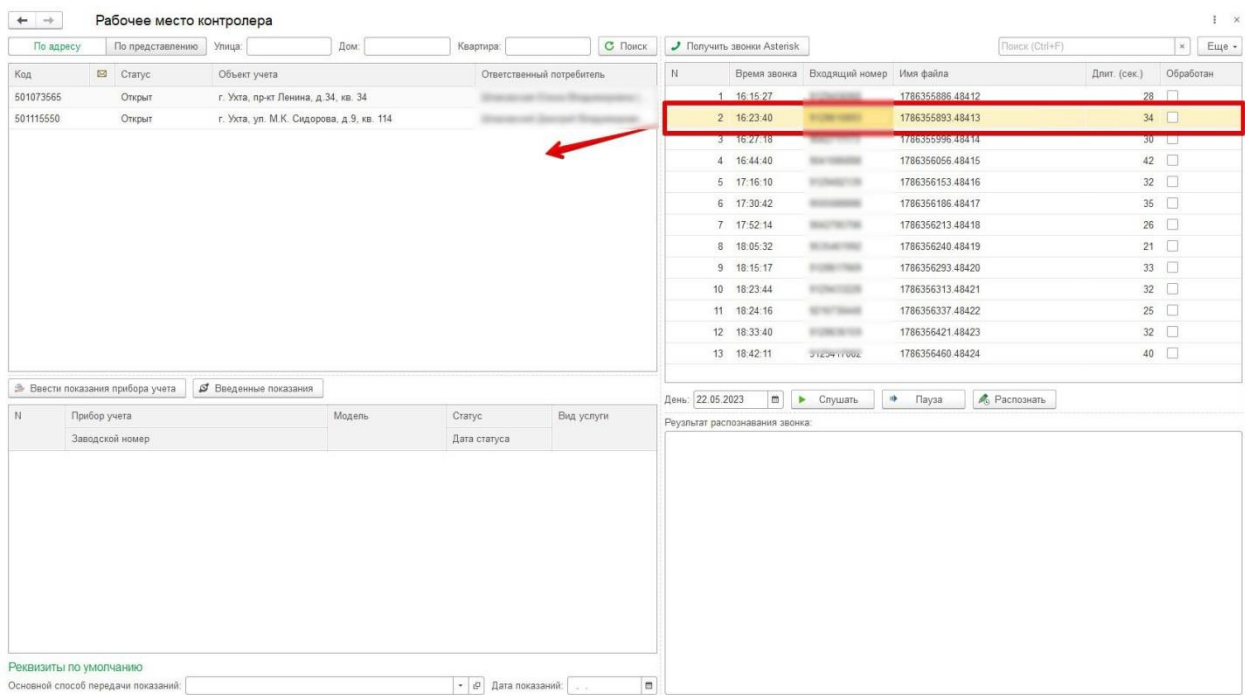 Рабочее место контролера
По адресу По представлению Улица: Дом: Квартира: Поиск
Код Статус Объект учета Ответственный потребитель
501073565 Открыт г. Ухта, пр-кт Ленина, д.34, кв. 34
501115550 Открыт г. Ухта, ул. М.К. Сидорова, д.9, кв. 114
Ввести показания прибора учета Введенные показания
N Прибор учета Модель Статус Вид услуги
Заводской номер Дата статуса
Реквизиты по умолчанию
Основной способ передачи показаний: Дата показаний: . .
Получить звонки Asterisk Поиск (Ctrl+F) × Еще
N Время звонка Входящий номер Имя файла Длит. (сек.) Обработан
1 16:15:27 1786355886.48412 28
2 16:23:40 1786355893.48413 34
3 16:27:18 1786355996.48414 30
4 16:44:40 1786356056.48415 42
5 17:16:10 1786356153.48416 32
6 17:30:42 1786356186.48417 35
7 17:52:14 1786356213.48418 26
8 18:05:32 1786356240.48419 21
9 18:15:17 1786356293.48420 33
10 18:23:44 1786356313.48421 32
11 18:24:16 1786356337.48422 25
12 18:33:40 1786356421.48423 32
13 18:42:11 1786356460.48424 40
День: 22.05.2023 Слушать Пауза Распознать
Реузльтат распознавания звонка: